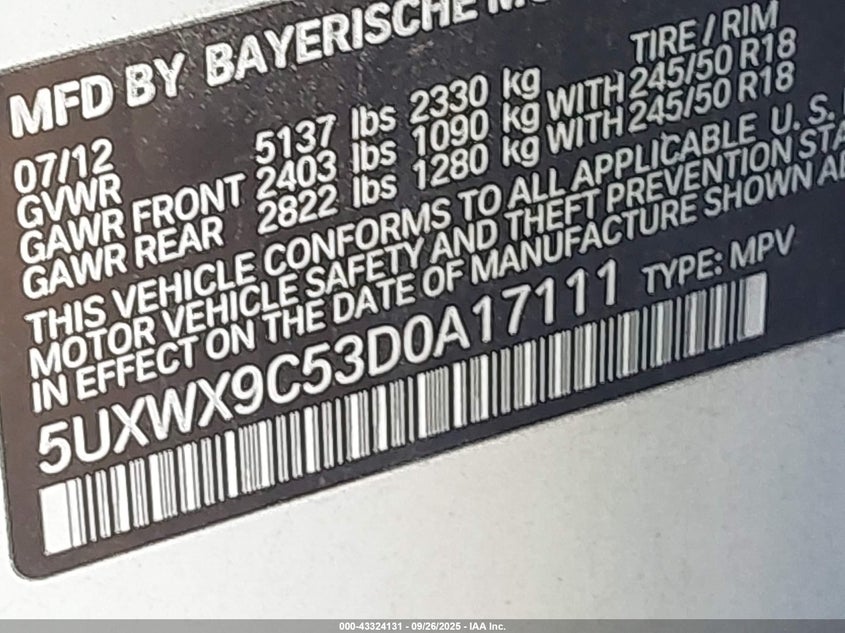 MFD BY BAYERISCHE
07/12 TIRE / RIM
GVWR 5137 lbs 2330 kg
GAWR FRONT 2403 lbs 1090 kg WITH 245/50 R18
GAWR REAR 2822 lbs 1280 kg WITH 245/50 R18
THIS VEHICLE CONFORMS TO ALL APPLICABLE U. S.
MOTOR VEHICLE SAFETY AND THEFT PREVENTION STA
IN EFFECT ON THE DATE OF MANUFACTURE SHOWN A
5UXWX9C53D0A17111 TYPE: MPV
000-43324131 - 09/26/2025 - IAA Inc.